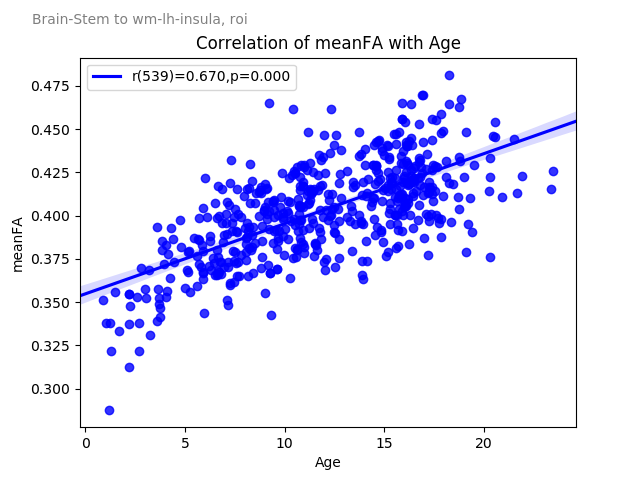 Brain-Stem to wm-lh-insula, roi
Correlation of meanFA with Age
r(539)=0.670,p=0.000
0.475
0.450
0.425
0.400
0.375
0.350
0.325
0.300
meanFA
0 5 10 15 20
Age